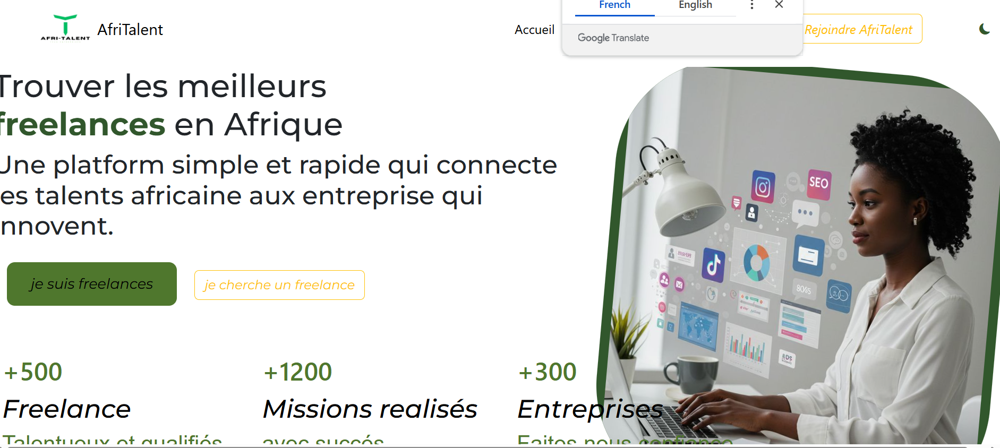 French
English
Google Translate
AFRI-TALENT
AfriTalent
Accueil
Rejoindre AfriTalent
Trouver les meilleurs
freelances en Afrique
Une platform simple et rapide qui connecte
es talents africaine aux entreprise qui
nnovent.
je suis freelances
je cherche un freelance
SEO
+500
+1200
+300
Freelance
Missions realisés
Entreprises
Talentueux et qualifiés
avec succés
Faites nous confiance